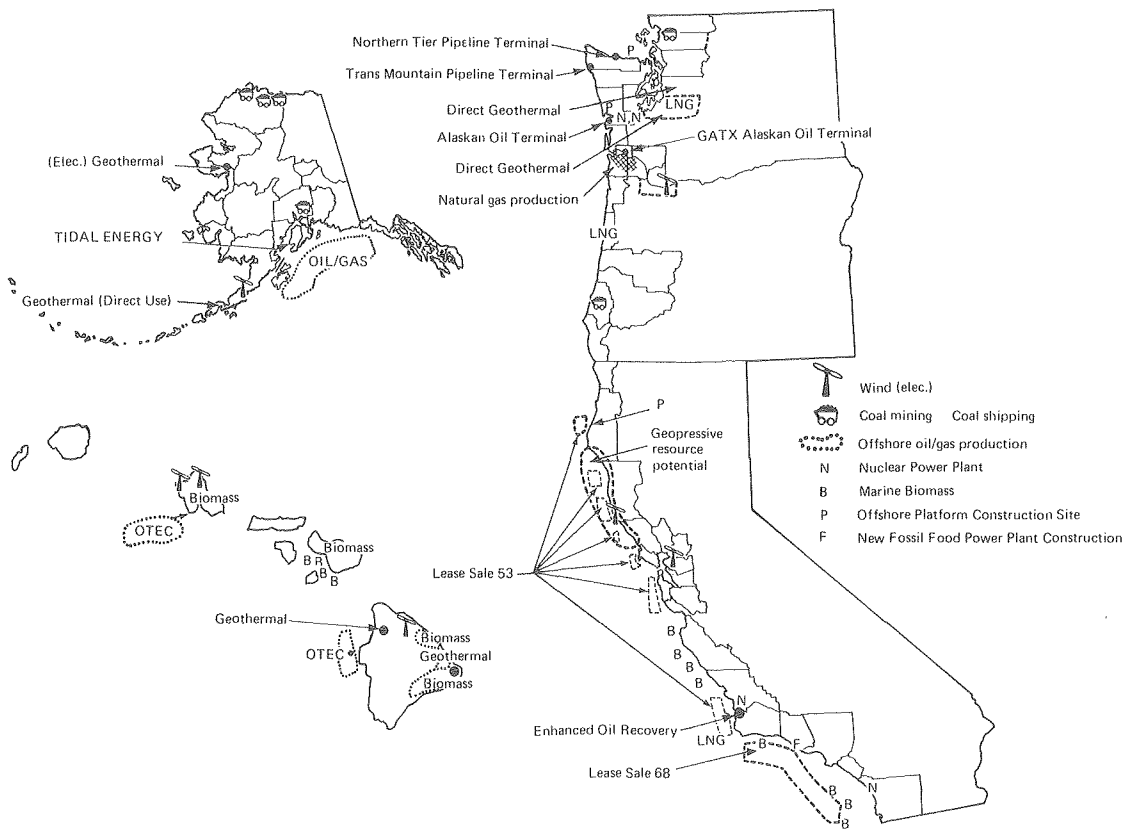 Northern Tier Pipeline Terminal
P
Trans Mountain Pipeline Terminal
Direct Geothermal
LNG
P
N N
Alaskan Oil Terminal
GATX Alaskan Oil Terminal
Direct Geothermal
Natural gas production
LNG
(Elec.) Geothermal
TIDAL ENERGY
OIL/GAS
Geothermal (Direct Use)
Wind (elec.)
Coal mining Coal shipping
Offshore oil/gas production
N Nuclear Power Plant
B Marine Biomass
P Offshore Platform Construction Site
F New Fossil Food Power Plant Construction
P
Geopressive
resource
potential
Lease Sale 53
Biomass
OTEC
Biomass
B R
B
B
Geothermal
OTEC
Biomass
Geothermal
Biomass
B
B
B
B
N
Enhanced Oil Recovery
LNG
B
F
Lease Sale 68
N
B
B
B